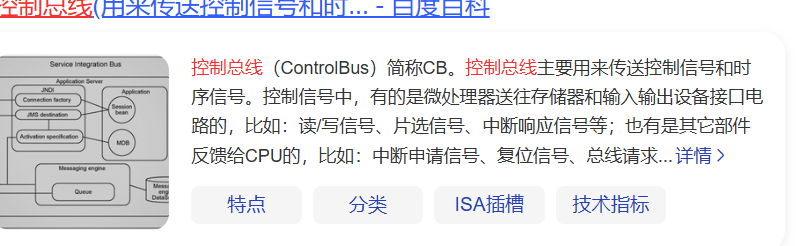 控制总线(用来传送控制信号和时... - 百度百科
Service Integration Bus
Application Server
JNDI
Connection factory
JMS destination
Activation specification
Application
Session
bean
MDB
Messaging engine
Queue
控制总线（ControlBus）简称CB。控制总线主要用来传送控制信号和时
序信号。控制信号中，有的是微处理器送往存储器和输入输出设备接口电
路的，比如：读/写信号、片选信号、中断响应信号等；也有是其它部件
反馈给CPU的，比如：中断申请信号、复位信号、总线请求...详情 >
特点
分类
ISA插槽
技术指标